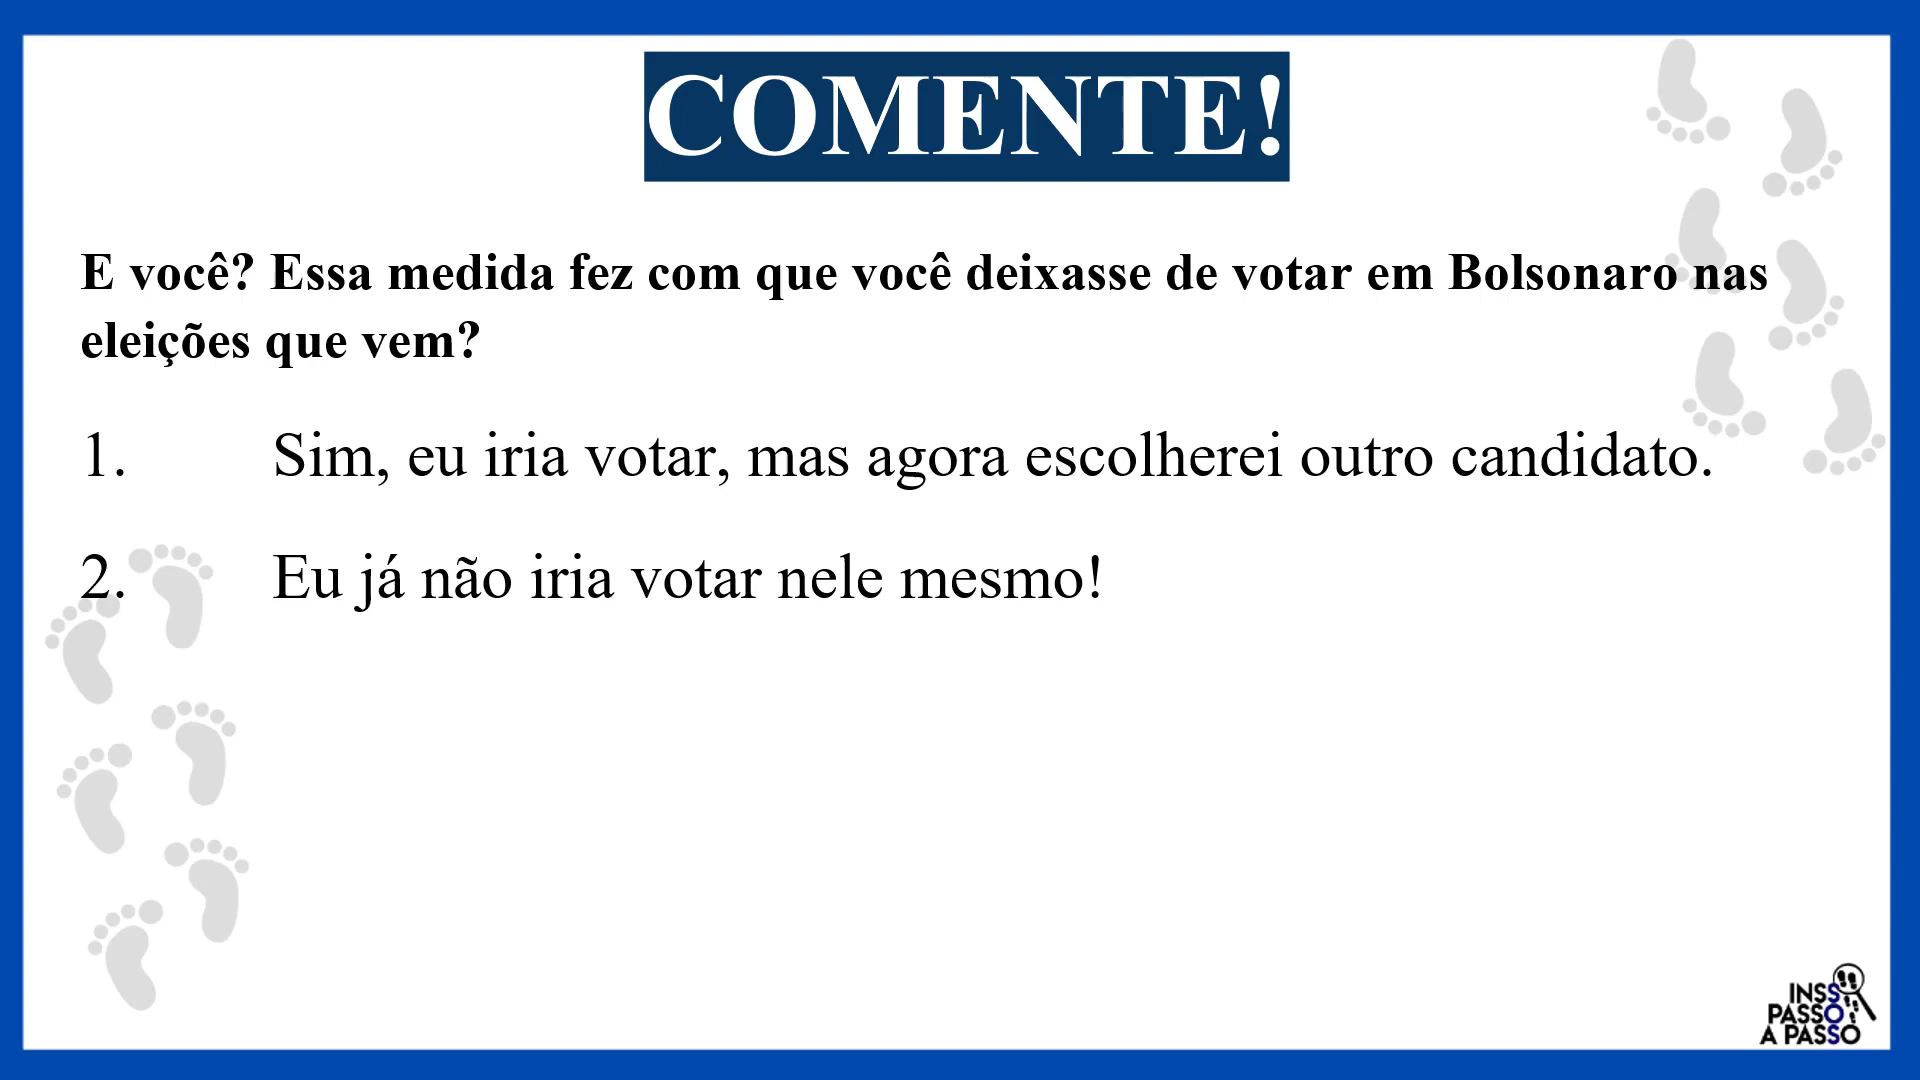 COMENTE!
E você? Essa medida fez com que você deixasse de votar em Bolsonaro nas
eleições que vem?
1. Sim, eu iria votar, mas agora escolherei outro candidato.
2. Eu já não iria votar nele mesmo!
INSS
PASSO
A PASSO